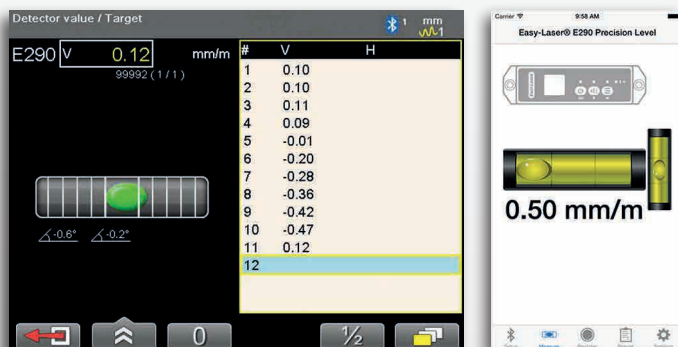 Detector value / Target
1 mm
1
E290 V 0.12 mm/m
99992 (1/1)
# V H
1 0.10
2 0.10
3 0.11
4 0.09
5 -0.01
6 -0.20
7 -0.28
8 -0.36
9 -0.42
10 -0.47
11 0.12
12
-0.6° -0.2°
0 ½
Carrier 9:58 AM
Easy-Laser® E290 Precision Level
0.50 mm/m